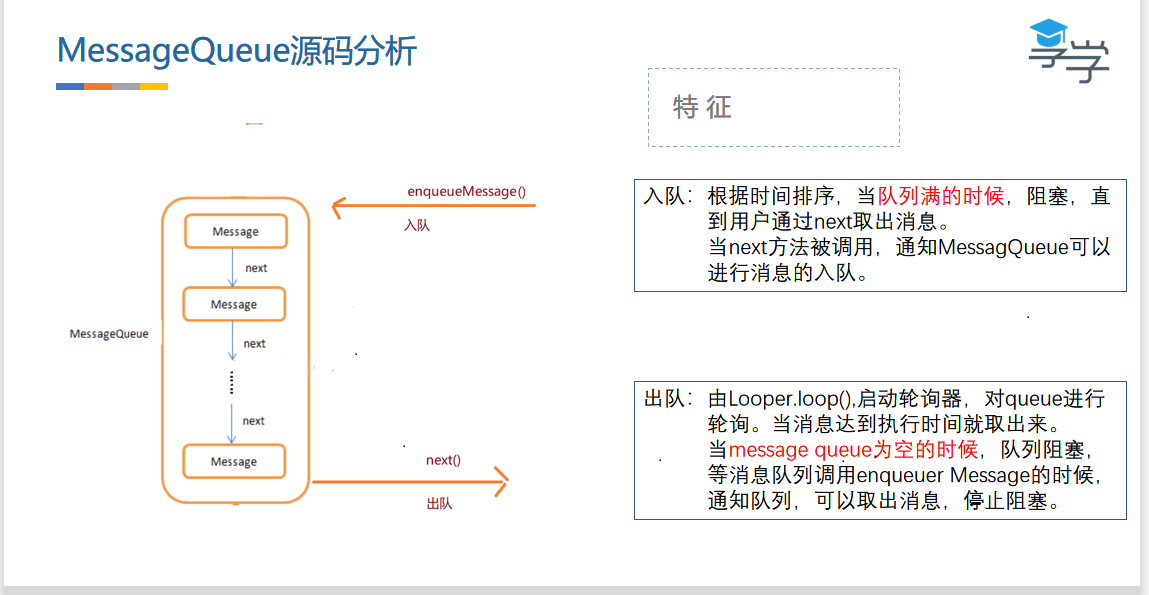 MessageQueue源码分析
享学
特 征
enqueueMessage()
入队
Message
next
Message
MessageQueue
next
next
Message
next()
出队
入队：根据时间排序，当队列满的时候，阻塞，直
到用户通过next取出消息。
当next方法被调用，通知MessagQueue可以
进行消息的入队。
出队：由Looper.loop(),启动轮询器，对queue进行
轮询。当消息达到执行时间就取出来。
当message queue为空的时候，队列阻塞，
等消息队列调用enqueuer Message的时候，
通知队列，可以取出消息，停止阻塞。